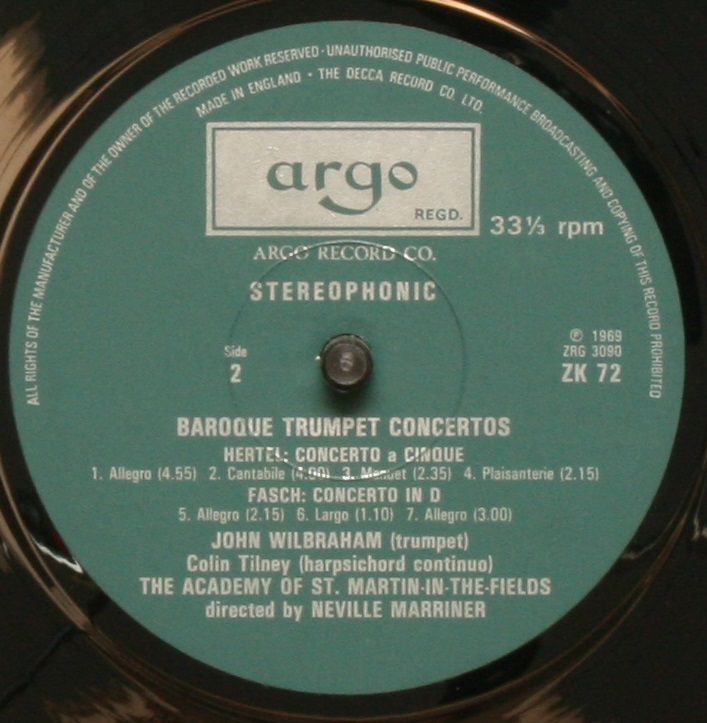 ALL RIGHTS OF THE MANUFACTURER AND OF THE OWNER OF THE RECORDED WORK RESERVED · UNAUTHORISED PUBLIC PERFORMANCE BROADCASTING AND COPYING OF THIS RECORD PROHIBITED
MADE IN ENGLAND · THE DECCA RECORD CO. LTD.
argo
REGD.
33⅓ rpm
ARGO RECORD CO.
STEREOPHONIC
Side
2
℗ 1969
ZRG 3090
ZK 72
BAROQUE TRUMPET CONCERTOS
HERTEL: CONCERTO a CINQUE
1. Allegro (4.55) 2. Cantabile (4.00) 3. Menuet (2.35) 4. Plaisanterie (2.15)
FASCH: CONCERTO IN D
5. Allegro (2.15) 6. Largo (1.10) 7. Allegro (3.00)
JOHN WILBRAHAM (trumpet)
Colin Tilney (harpsichord continuo)
THE ACADEMY OF ST. MARTIN-IN-THE-FIELDS
directed by NEVILLE MARRINER